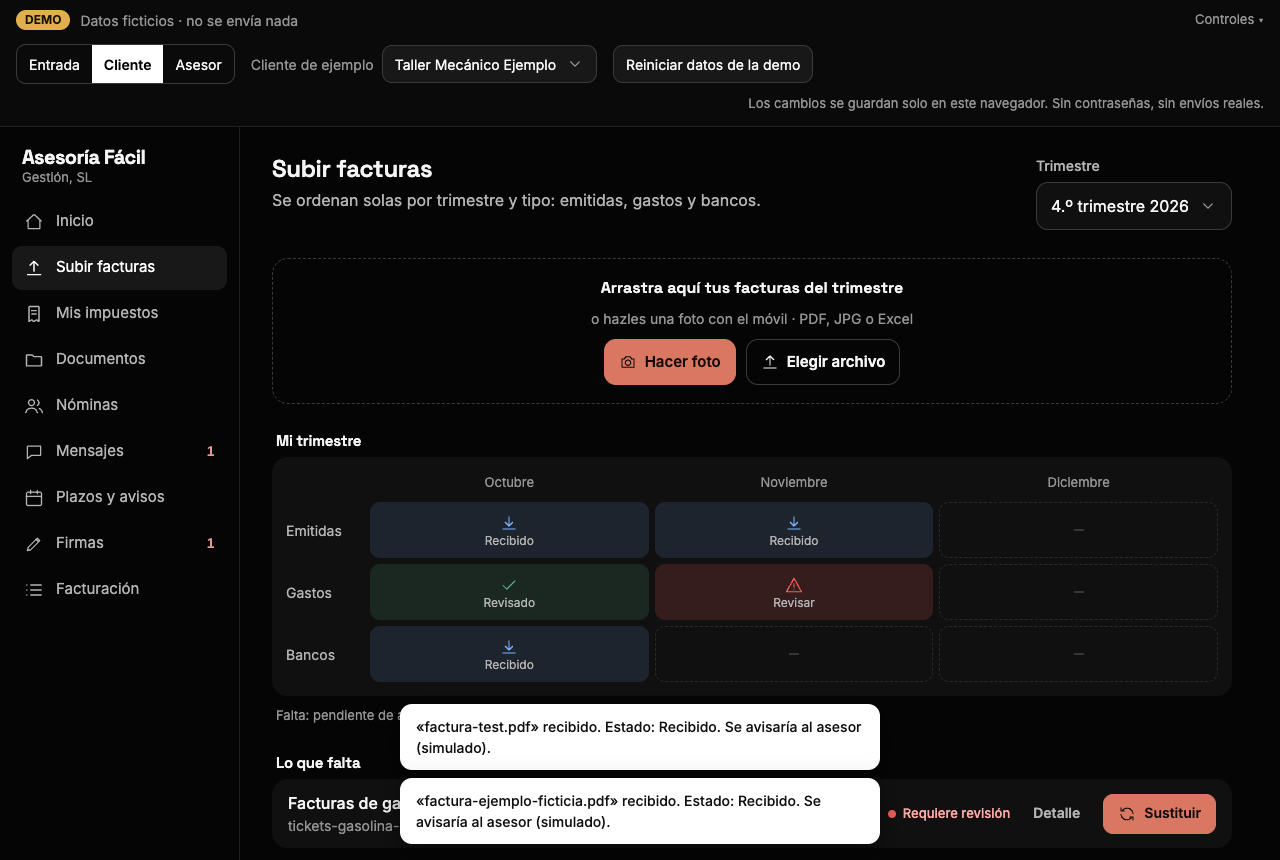 DEMO Datos ficticios · no se envía nada
Controles
Entrada Cliente Asesor Cliente de ejemplo Taller Mecánico Ejemplo Reiniciar datos de la demo
Los cambios se guardan solo en este navegador. Sin contraseñas, sin envíos reales.
Asesoría Fácil
Gestión, SL
Inicio
Subir facturas
Mis impuestos
Documentos
Nóminas
Mensajes 1
Plazos y avisos
Firmas 1
Facturación
Subir facturas
Se ordenan solas por trimestre y tipo: emitidas, gastos y bancos.
Trimestre
4.º trimestre 2026
Arrastra aquí tus facturas del trimestre
o hazles una foto con el móvil · PDF, JPG o Excel
Hacer foto Elegir archivo
Mi trimestre
Octubre Noviembre Diciembre
Emitidas Recibido Recibido –
Gastos Revisado Revisar –
Bancos Recibido – –
Falta: pendiente de
«factura-test.pdf» recibido. Estado: Recibido. Se avisaría al asesor
(simulado).
Lo que falta
Facturas de ga
tickets-gasolina-
«factura-ejemplo-ficticia.pdf» recibido. Estado: Recibido. Se
avisaría al asesor (simulado).
Requiere revisión Detalle Sustituir